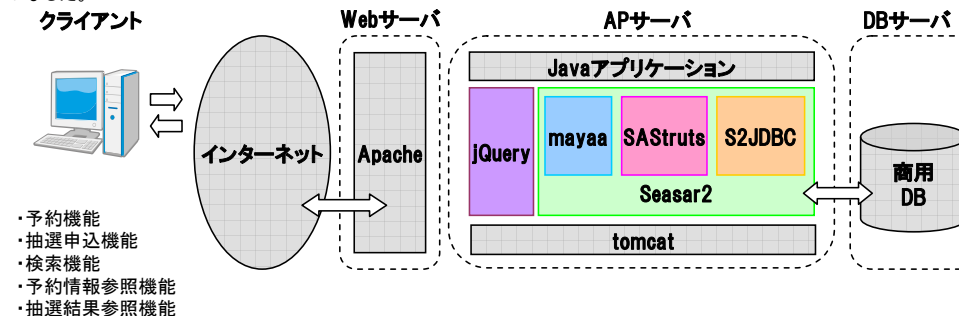 クライアント
Webサーバ
APサーバ
DBサーバ
Javaアプリケーション
インターネット
Apache
jQuery
mayaa
SAStruts
S2JDBC
Seasar2
商用
DB
tomcat
・予約機能
・抽選申込機能
・検索機能
・予約情報参照機能
・抽選結果参照機能